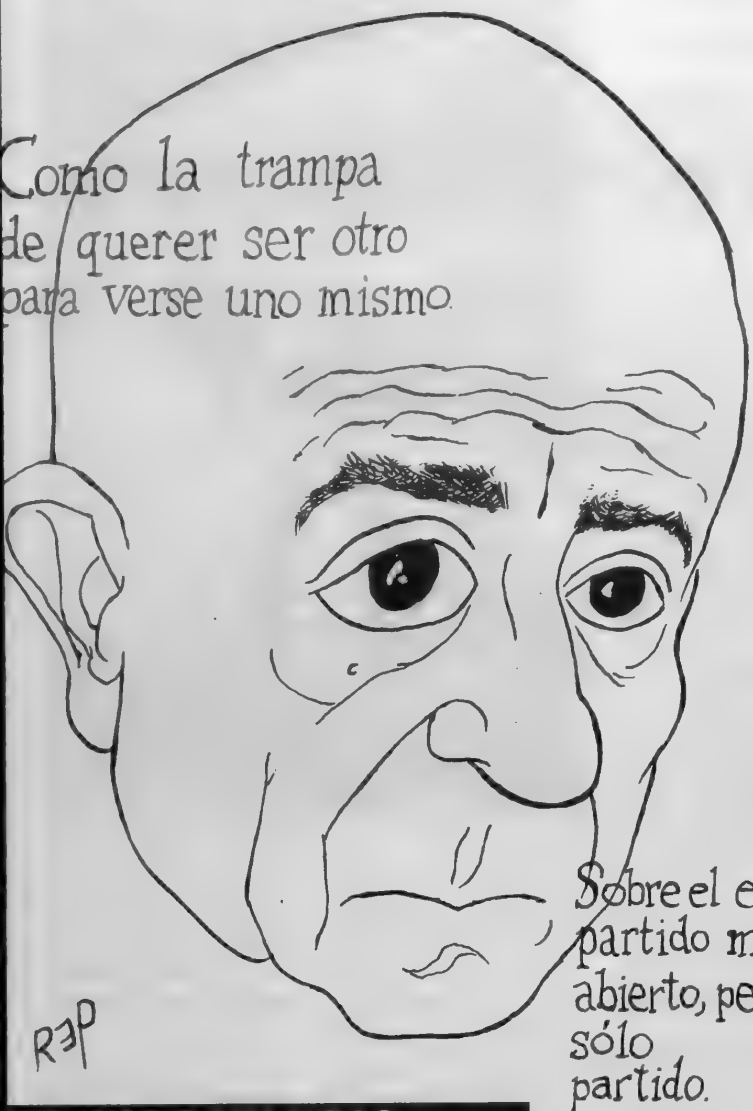 Como la trampa
de querer ser otro
para verse uno mismo.
Sobre el
partido
abierto,
sólo
partido.
REP